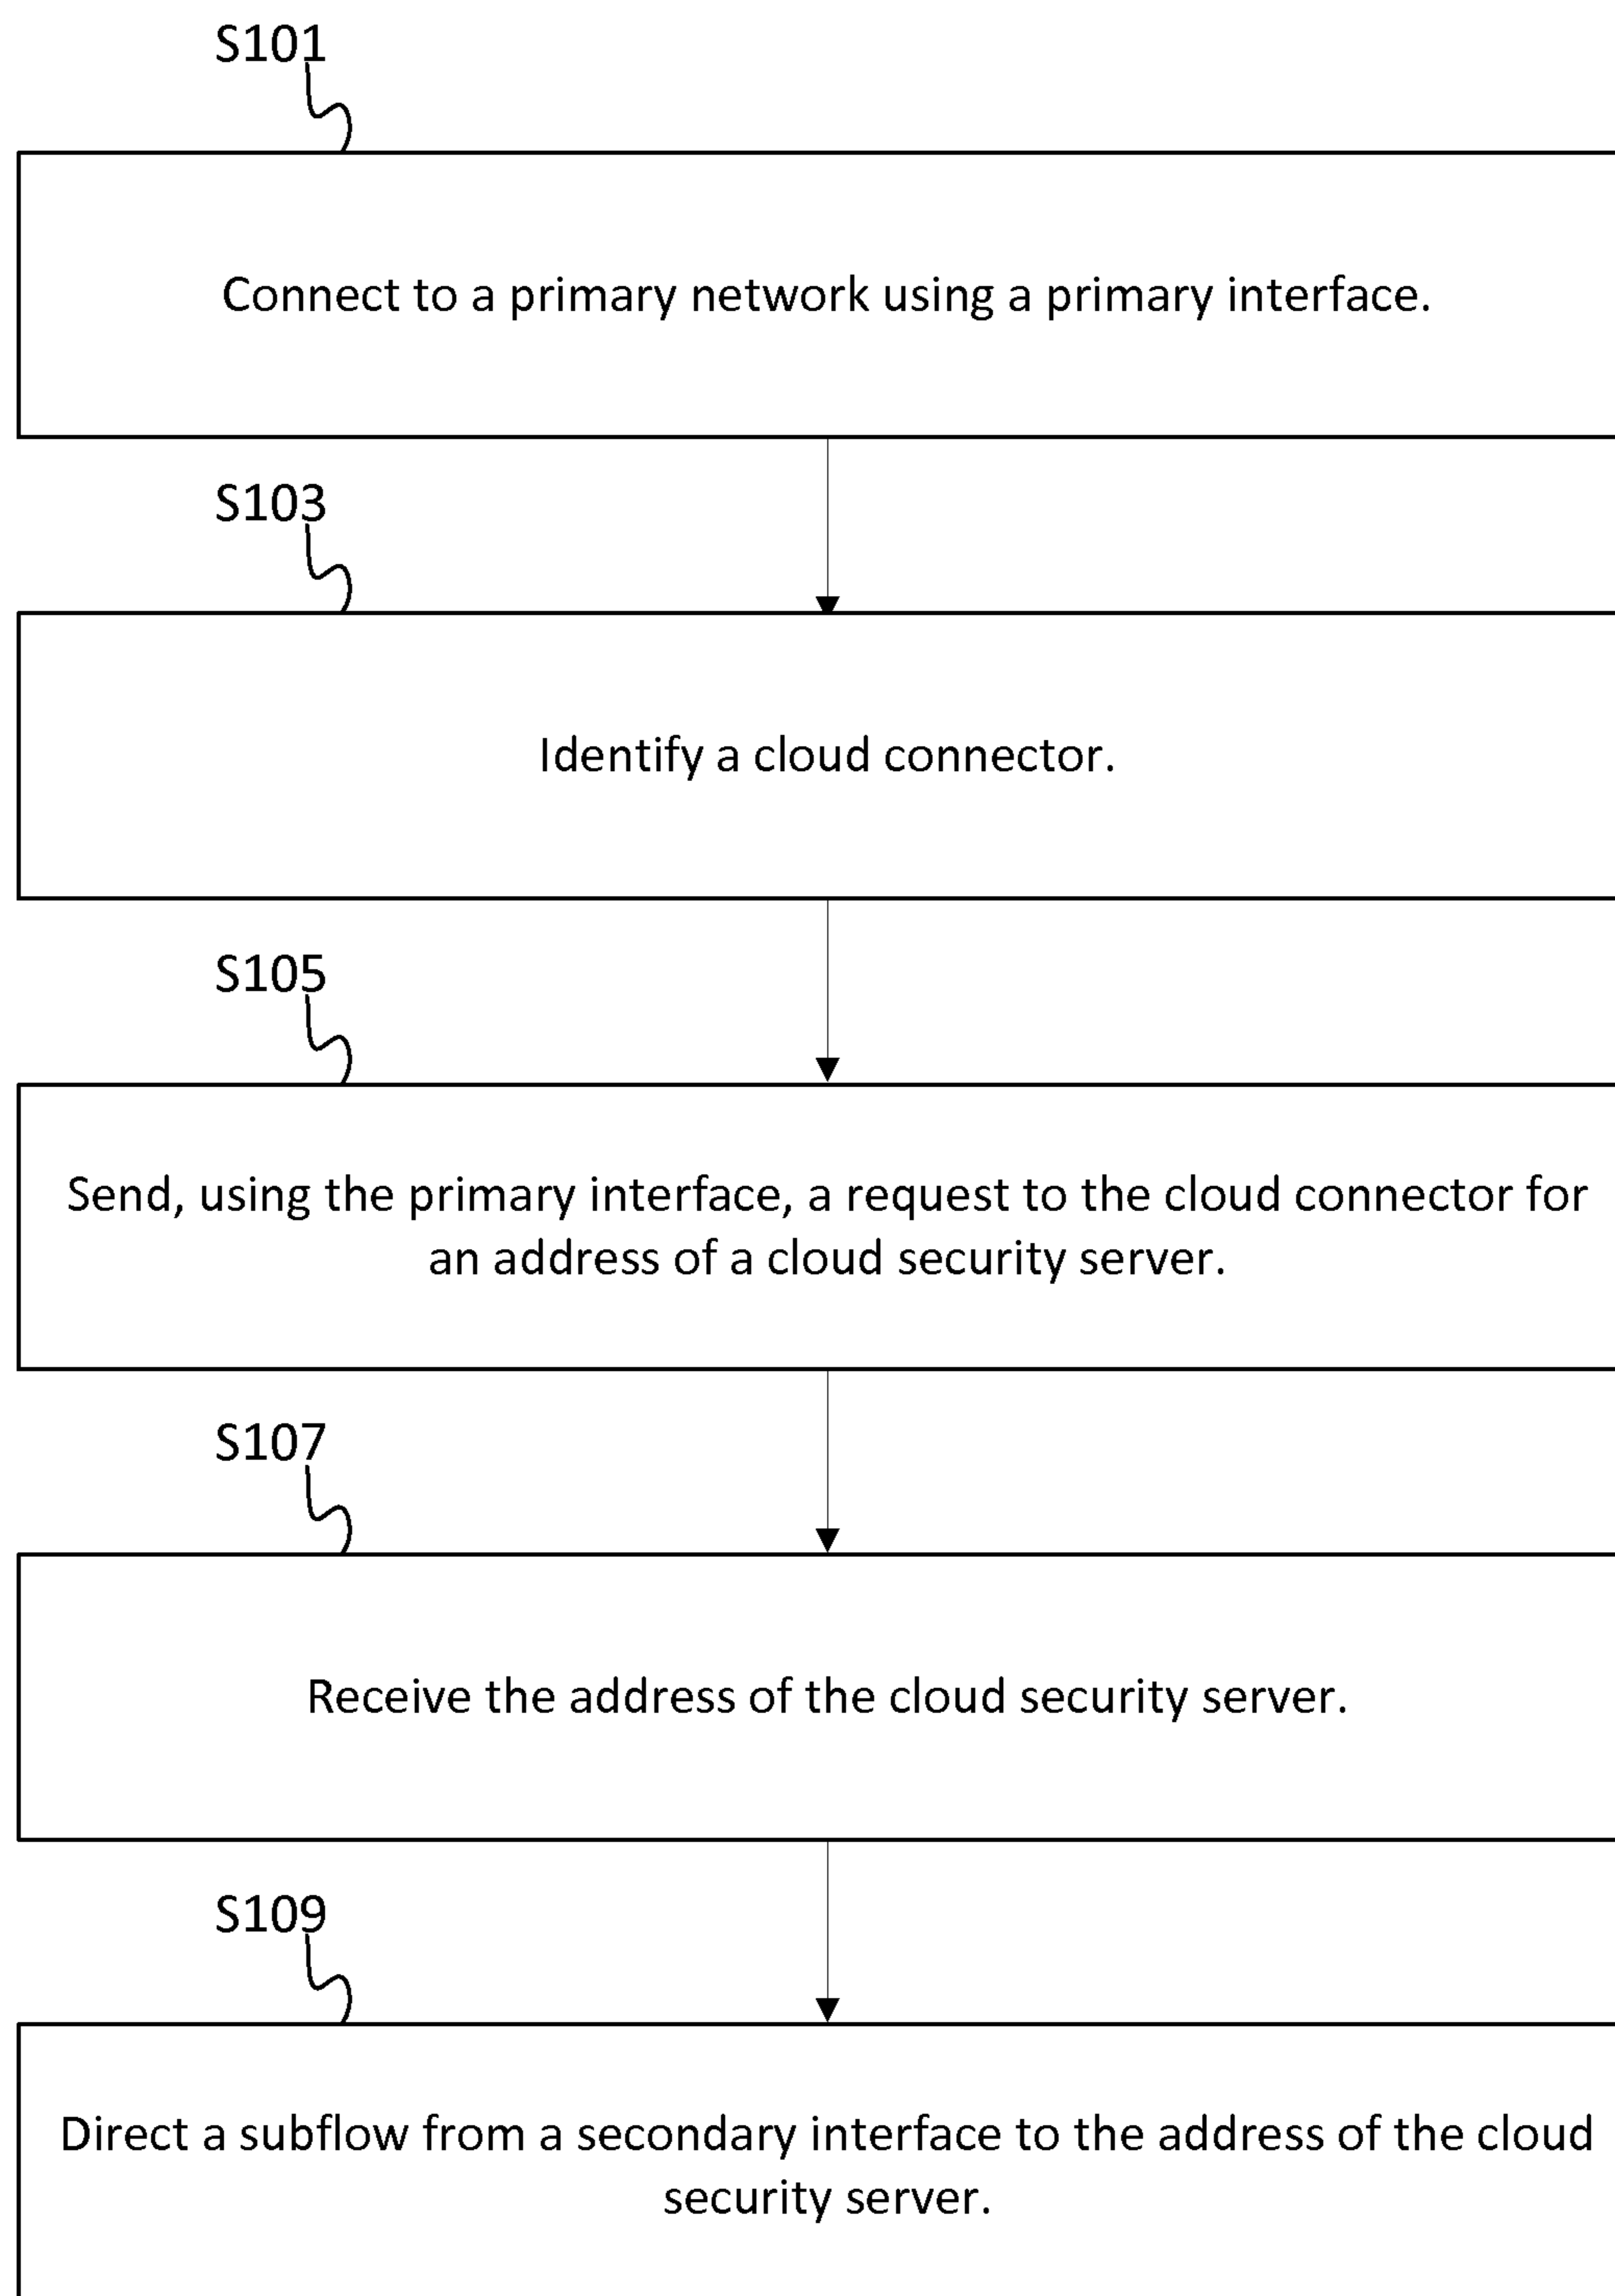 S101
Connect to a primary network using a primary interface.
S103
Identify a cloud connector.
S105
Send, using the primary interface, a request to the cloud connector for
an address of a cloud security server.
S107
Receive the address of the cloud security server.
S109
Direct a subflow from a secondary interface to the address of the cloud
security server.